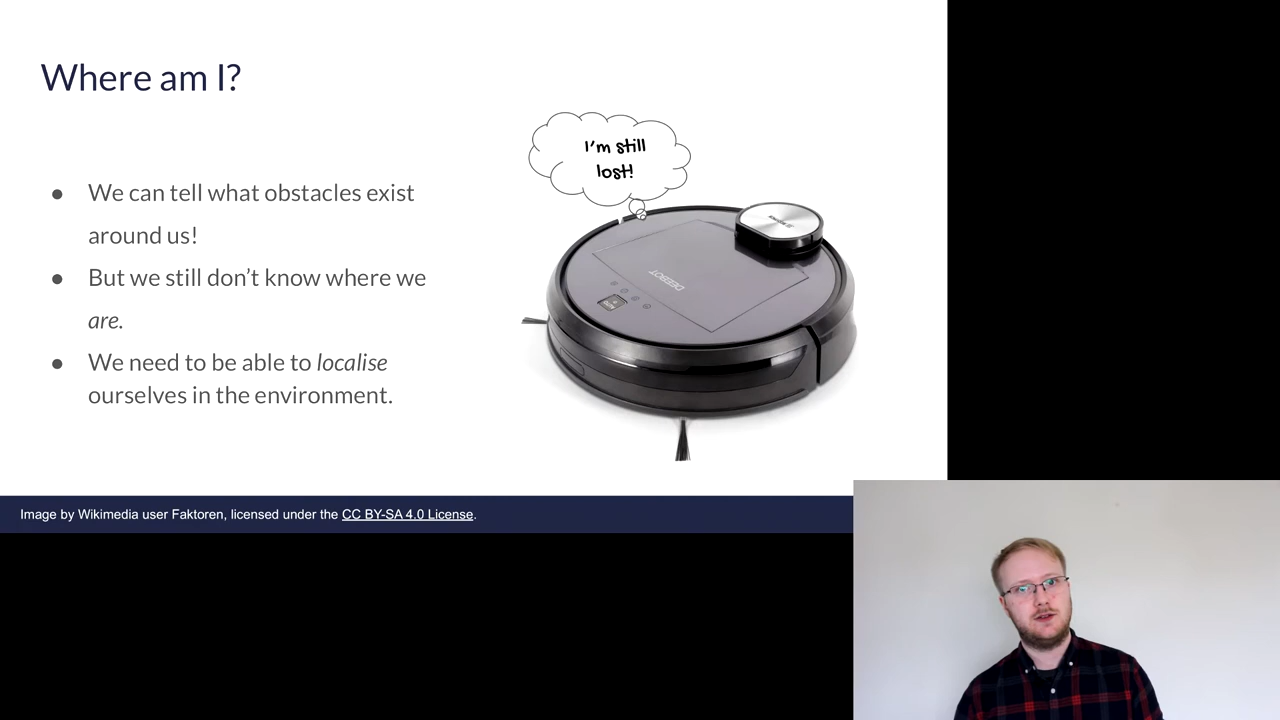 Where am I?
I'm still
lost!
● We can tell what obstacles exist
around us!
● But we still don't know where we
are.
● We need to be able to localise
ourselves in the environment.
DEEBOT
Image by Wikimedia user Faktoren, licensed under the CC BY-SA 4.0 License.